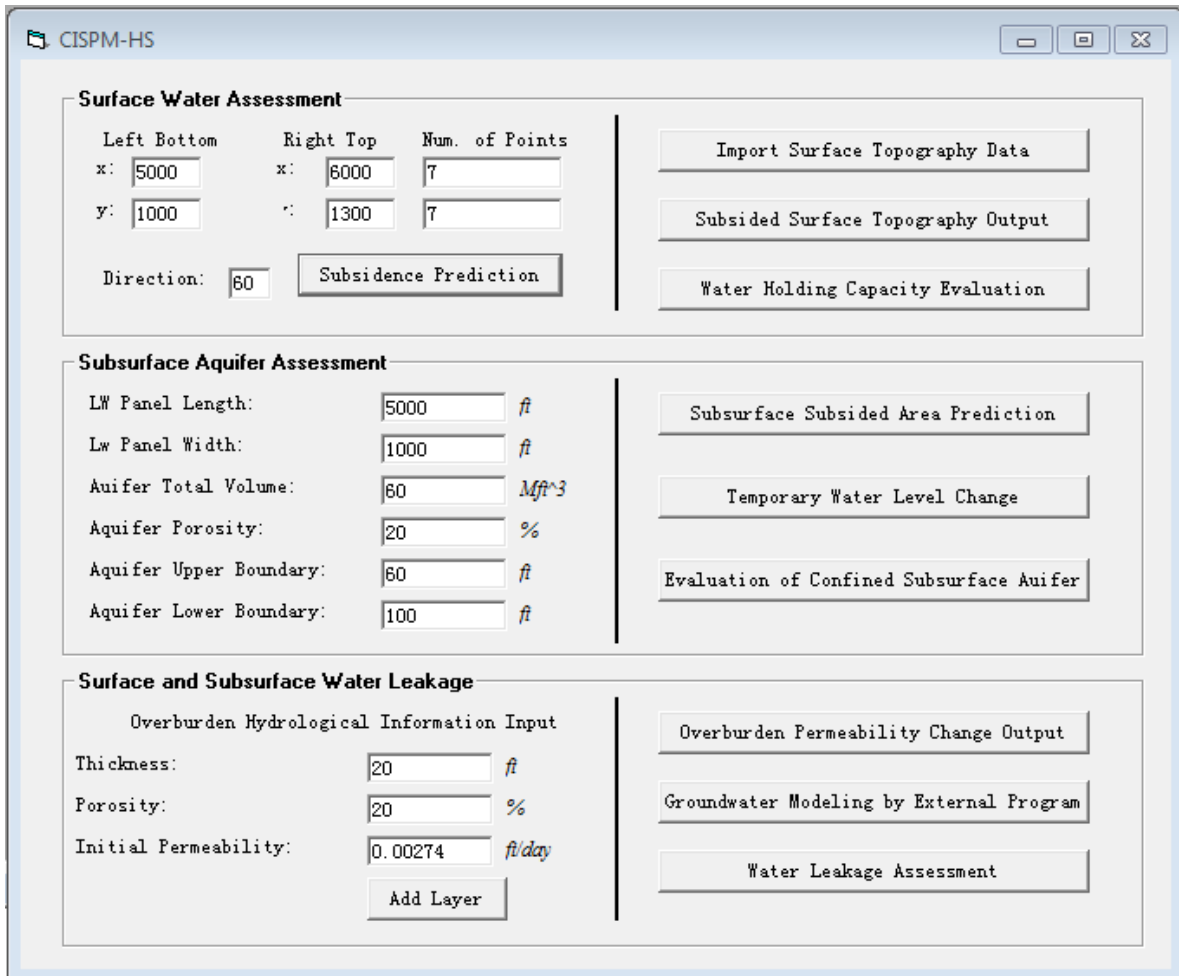 CISPM-HS
Surface Water Assessment
Left Bottom Right Top Num. of Points
x: 5000 x: 6000 7
y: 1000 1300 7
Direction: 60 Subsidence Prediction
Import Surface Topography Data
Subsided Surface Topography Output
Water Holding Capacity Evaluation
Subsurface Aquifer Assessment
LW Panel Length: 5000 ft
Lw Panel Width: 1000 ft
Auifer Total Volume: 60 Mft^3
Aquifer Porosity: 20 %
Aquifer Upper Boundary: 60 ft
Aquifer Lower Boundary: 100 ft
Subsurface Subsided Area Prediction
Temporary Water Level Change
Evaluation of Confined Subsurface Auifer
Surface and Subsurface Water Leakage
Overburden Hydrological Information Input
Thickness: 20 ft
Porosity: 20 %
Initial Permeability: 0.00274 ft/day
Add Layer
Overburden Permeability Change Output
Groundwater Modeling by External Program
Water Leakage Assessment